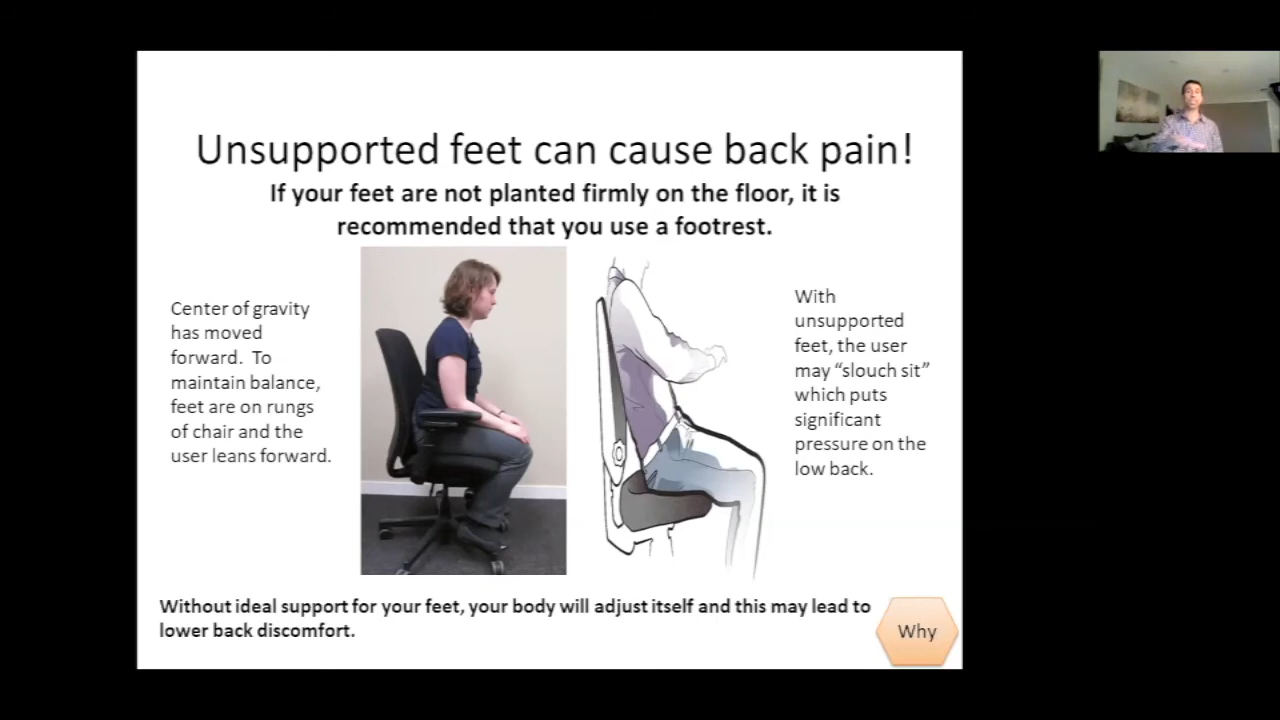 Unsupported feet can cause back pain!
If your feet are not planted firmly on the floor, it is
recommended that you use a footrest.
Center of gravity
has moved
forward. To
maintain balance,
feet are on rungs
of chair and the
user leans forward.
With
unsupported
feet, the user
may “slouch sit”
which puts
significant
pressure on the
low back.
Without ideal support for your feet, your body will adjust itself and this may lead to
lower back discomfort.
Why